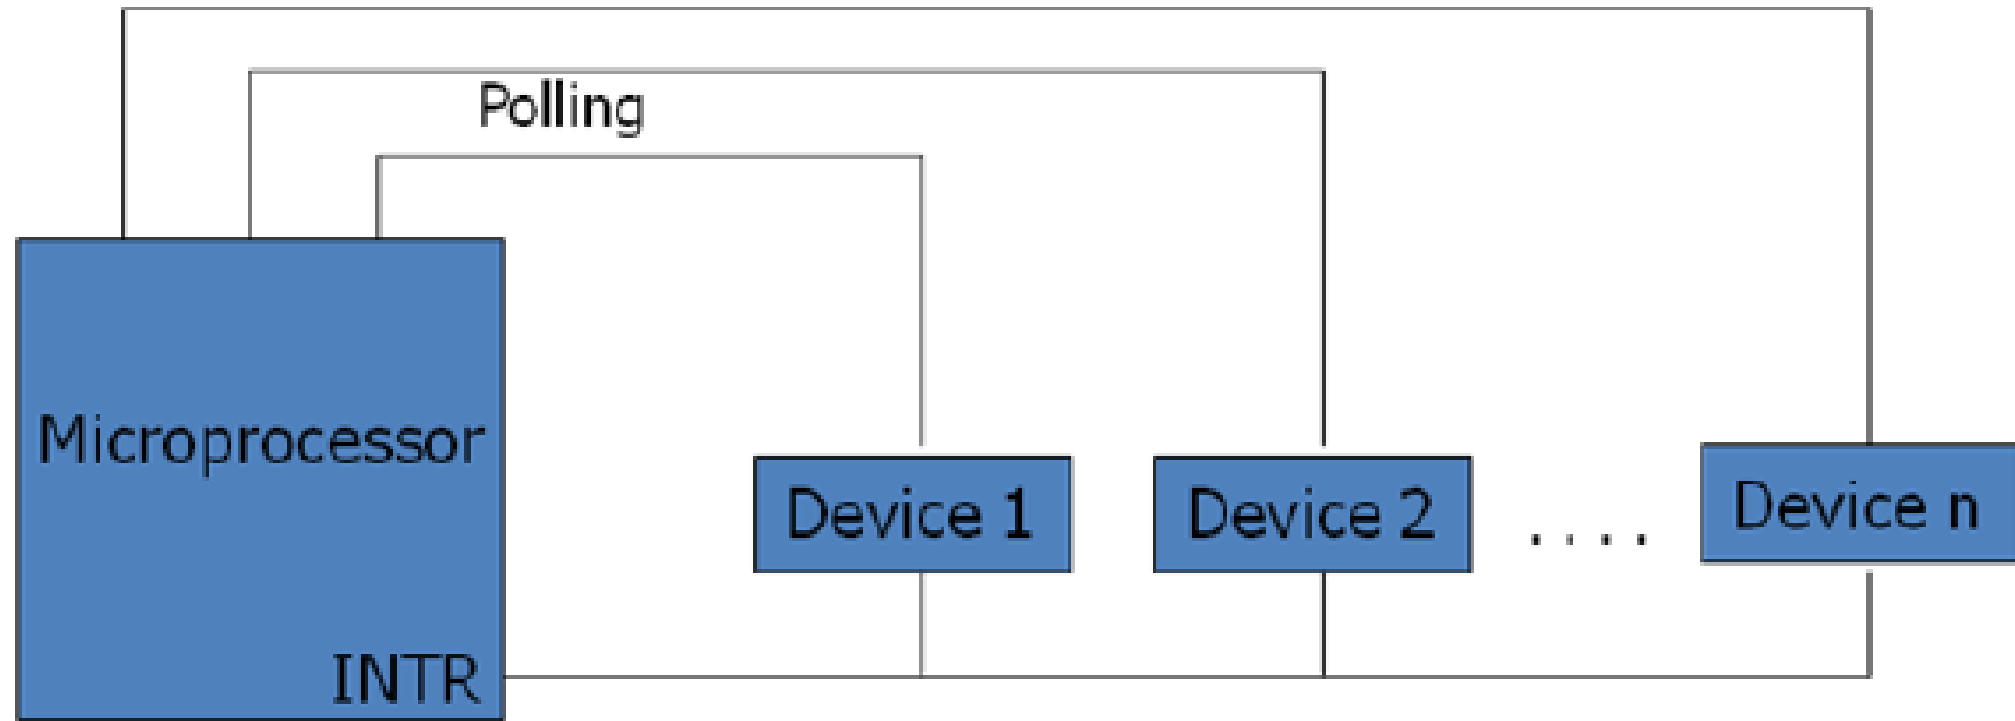 Polling
Microprocessor
Device 1
Device 2
. . . .
Device n
INTR